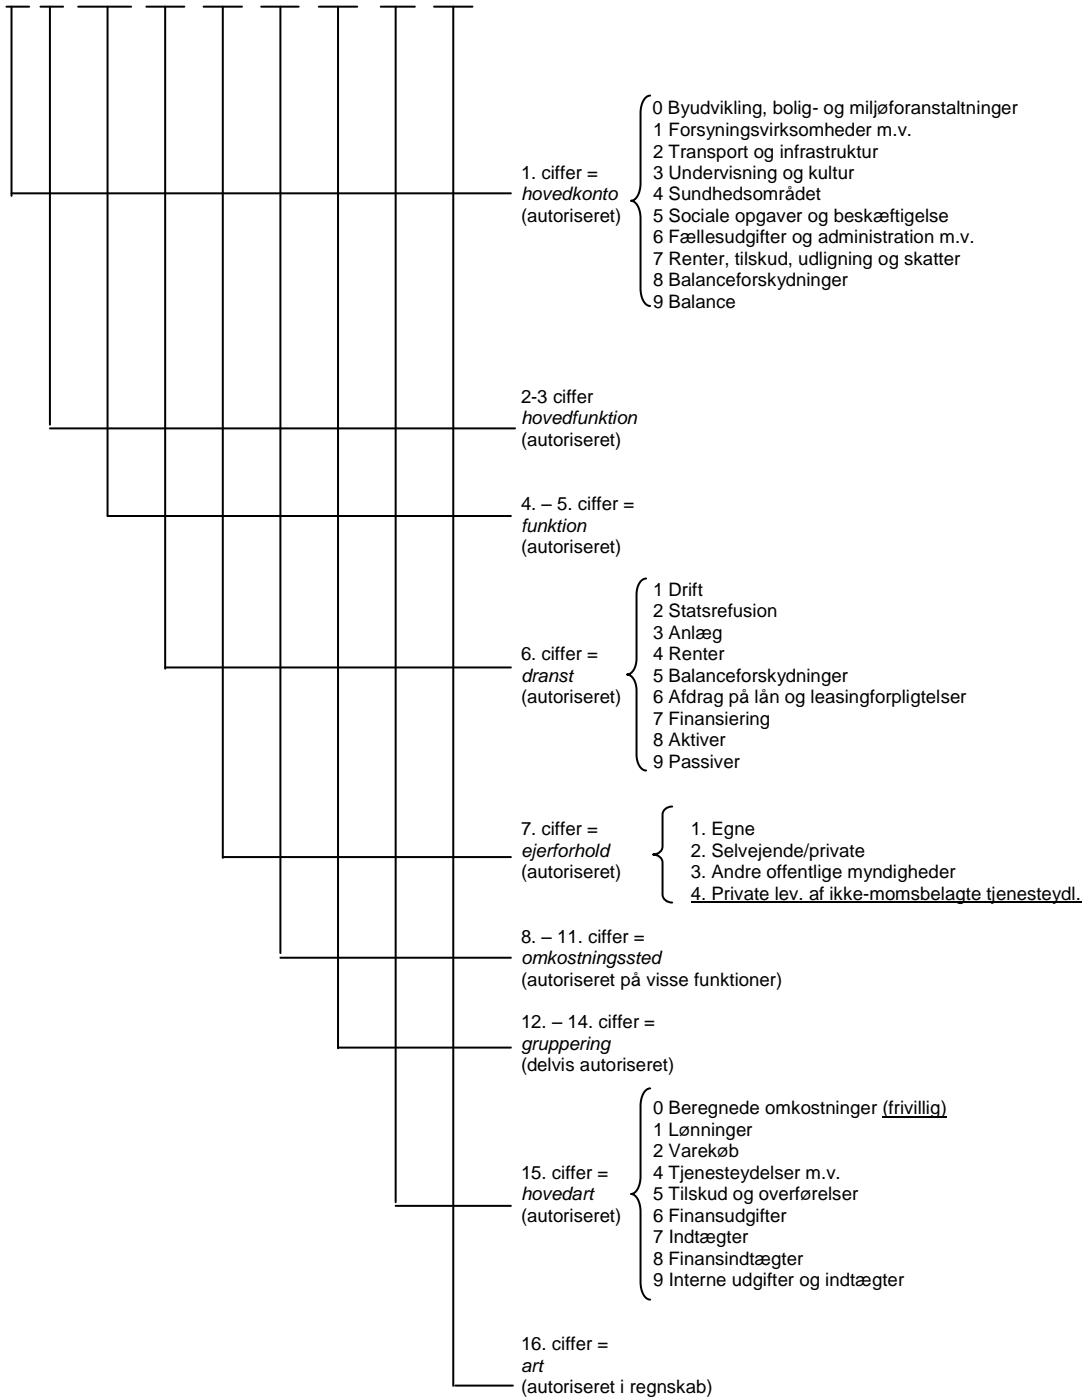 1. ciffer =
hovedkonto
(autoriseret)
0 Byudvikling, bolig- og miljøforanstaltninger
1 Forsyningsvirksomheder m.v.
2 Transport og infrastruktur
3 Undervisning og kultur
4 Sundhedsområdet
5 Sociale opgaver og beskæftigelse
6 Fællesudgifter og administration m.v.
7 Renter, tilskud, udligning og skatter
8 Balanceforskydninger
9 Balance
2-3 ciffer
hovedfunktion
(autoriseret)
4. – 5. ciffer =
funktion
(autoriseret)
6. ciffer =
dranst
(autoriseret)
1 Drift
2 Statsrefusion
3 Anlæg
4 Renter
5 Balanceforskydninger
6 Afdrag på lån og leasingforpligtelser
7 Finansiering
8 Aktiver
9 Passiver
7. ciffer =
ejerforhold
(autoriseret)
1. Egne
2. Selvejende/private
3. Andre offentlige myndigheder
4. Private lev. af ikke-momsbelagte tjenesteydl.
8. – 11. ciffer =
omkostningssted
(autoriseret på visse funktioner)
12. – 14. ciffer =
gruppering
(delvis autoriseret)
15. ciffer =
hovedart
(autoriseret)
0 Beregnede omkostninger (frivillig)
1 Lønninger
2 Varekøb
4 Tjenesteydelser m.v.
5 Tilskud og overførelser
6 Finansudgifter
7 Indtægter
8 Finansindtægter
9 Interne udgifter og indtægter
16. ciffer =
art
(autoriseret i regnskab)